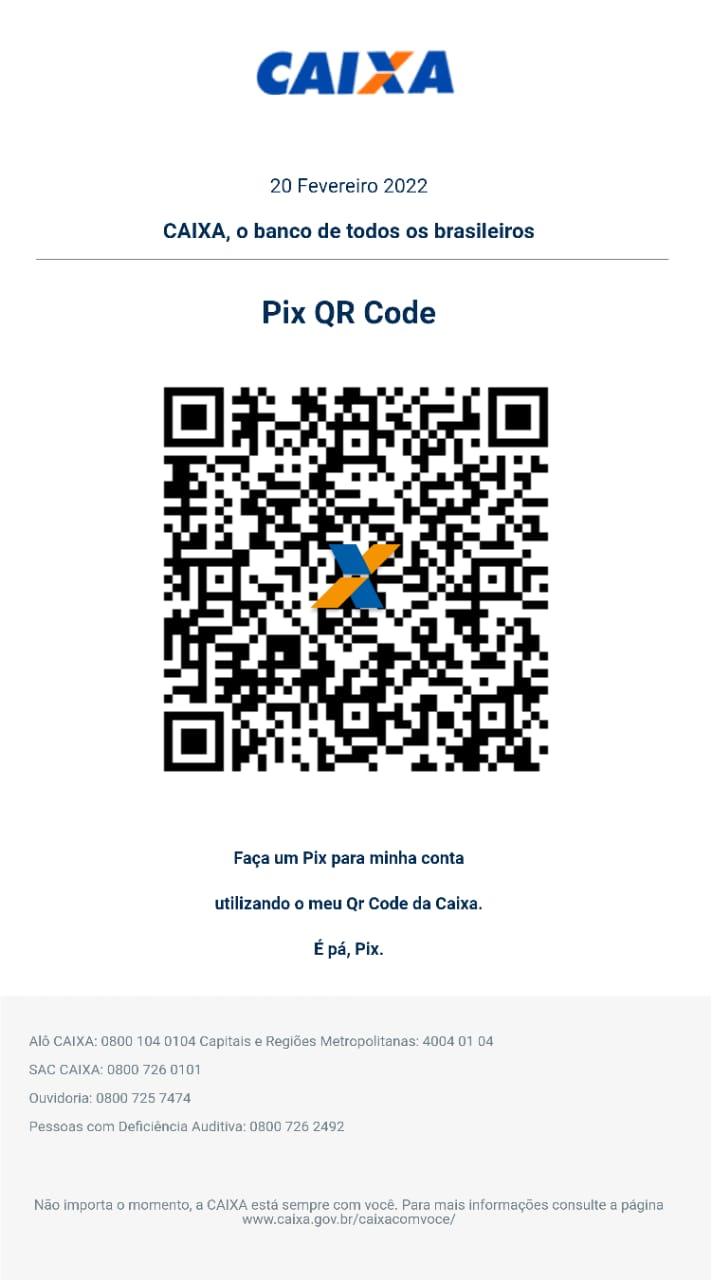 CAIXA
20 Fevereiro 2022
CAIXA, o banco de todos os brasileiros
Pix QR Code
Faça um Pix para minha conta
utilizando o meu Qr Code da Caixa.
É pá, Pix.
Alô CAIXA: 0800 104 0104 Capitais e Regiões Metropolitanas: 4004 01 04
SAC CAIXA: 0800 726 0101
Ouvidoria: 0800 725 7474
Pessoas com Deficiência Auditiva: 0800 726 2492
Não importa o momento, a CAIXA está sempre com você. Para mais informações consulte a página
www.caixa.gov.br/caixacomvoce/